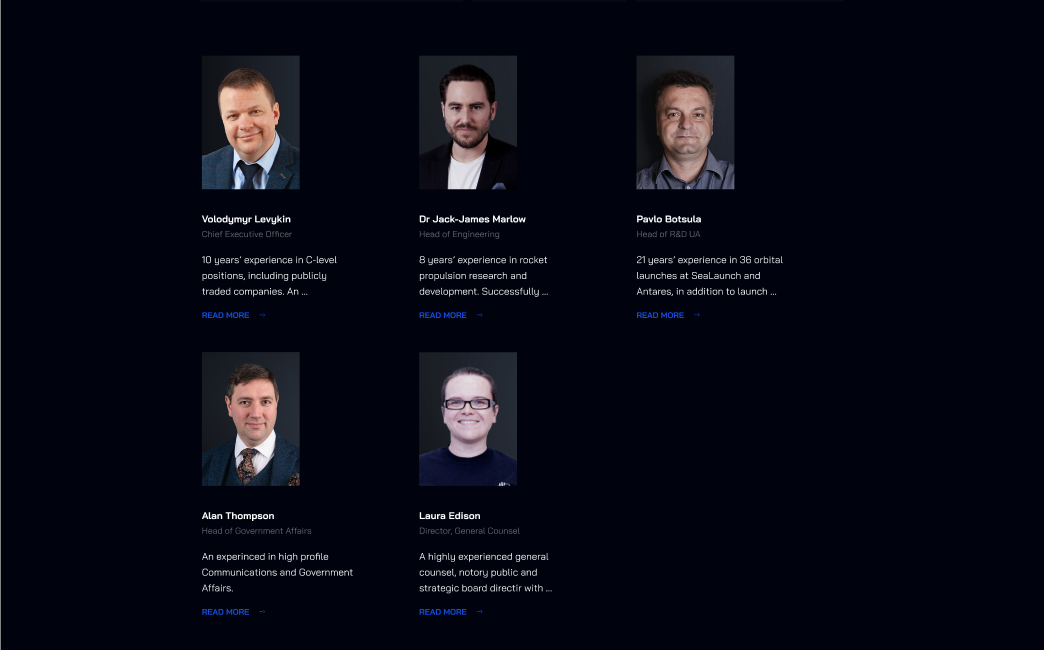 Volodymyr Levykin
Chief Executive Officer
10 years' experience in C-level
positions, including publicly
traded companies. An ...
READ MORE →
Dr Jack-James Marlow
Head of Engineering
8 years' experience in rocket
propulsion research and
development. Successfully ...
READ MORE →
Pavlo Botsula
Head of R&D UA
21 years' experience in 36 orbital
launches at SeaLaunch and
Antares, in addition to launch ...
READ MORE →
Alan Thompson
Head of Government Affairs
An experinced in high profile
Communications and Government
Affairs.
READ MORE →
Laura Edison
Director, General Counsel
A highly experienced general
counsel, notory public and
strategic board directir with ...
READ MORE →